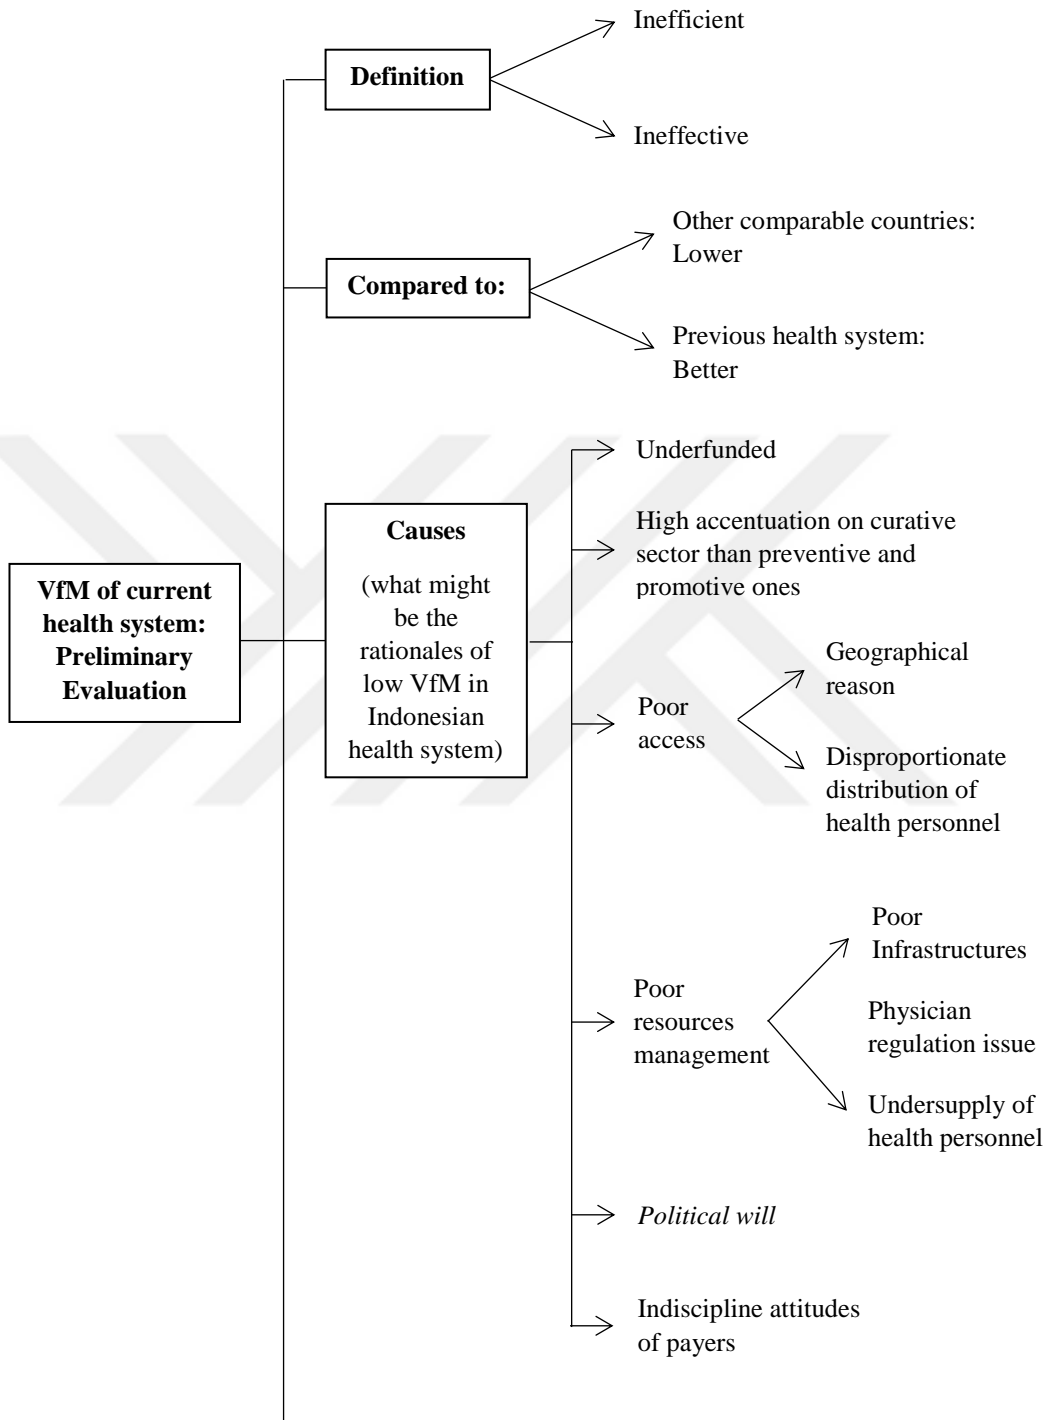 Inefficient
Definition
Ineffective
Other comparable countries:
Lower
Compared to:
Previous health system:
Better
Underfunded
Causes
(what might
be the
rationales of
low VfM in
Indonesian
health system)
High accentuation on curative
sector than preventive and
promotive ones
VfM of current
health system:
Preliminary
Evaluation
Geographical
reason
Poor
access
Disproportionate
distribution of
health personnel
Poor
Infrastructures
Poor
resources
management
Physician
regulation issue
Undersupply of
health personnel
Political will
Indiscipline attitudes
of payers